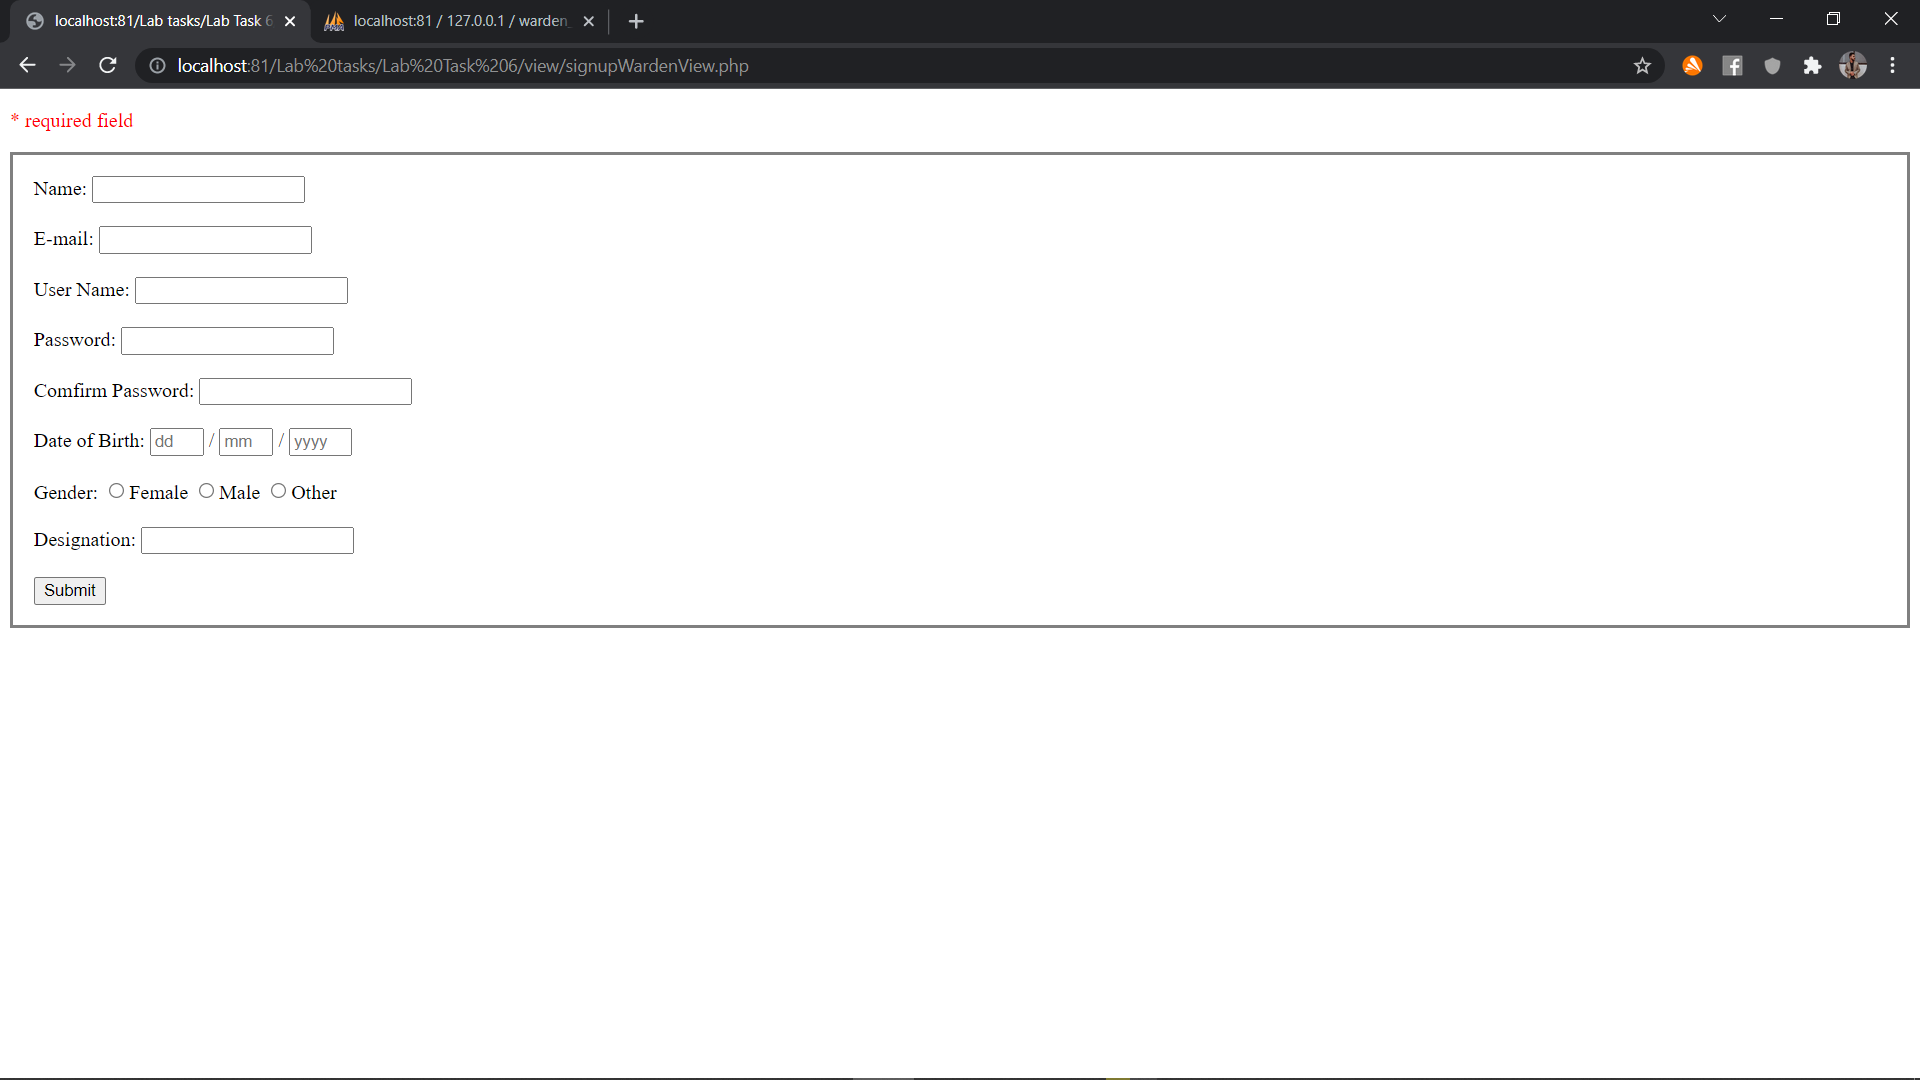 localhost:81/Lab tasks/Lab Task 6
localhost:81 / 127.0.0.1 / warden_
localhost:81/Lab%20tasks/Lab%20Task%206/view/signupWardenView.php
* required field
Name:
E-mail:
User Name:
Password:
Comfirm Password:
Date of Birth: dd / mm / yyyy
Gender: Female Male Other
Designation:
Submit